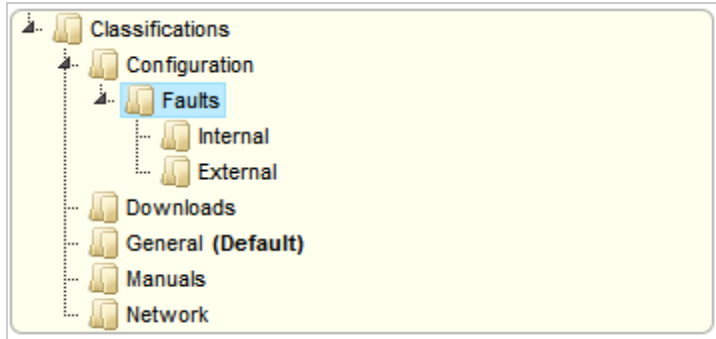 Classifications
Configuration
Faults
Internal
External
Downloads
General (Default)
Manuals
Network